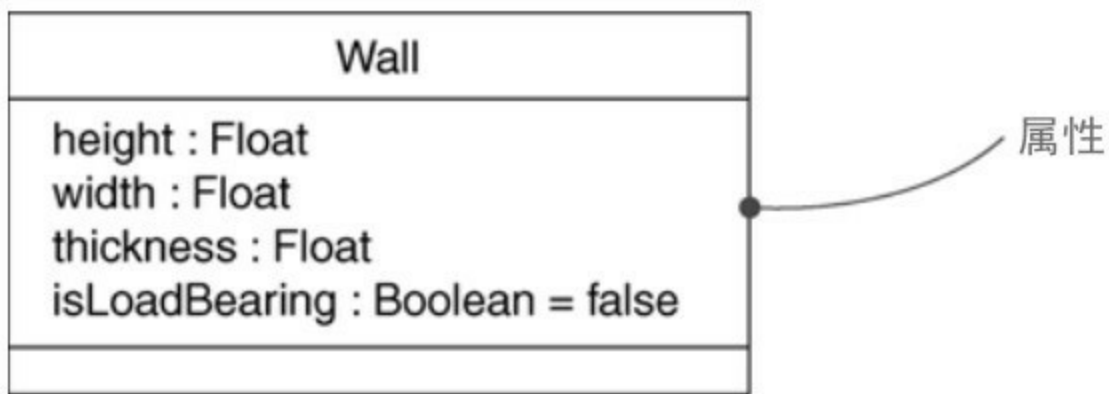 Wall
height : Float
width : Float
thickness : Float
isLoadBearing : Boolean = false
属性